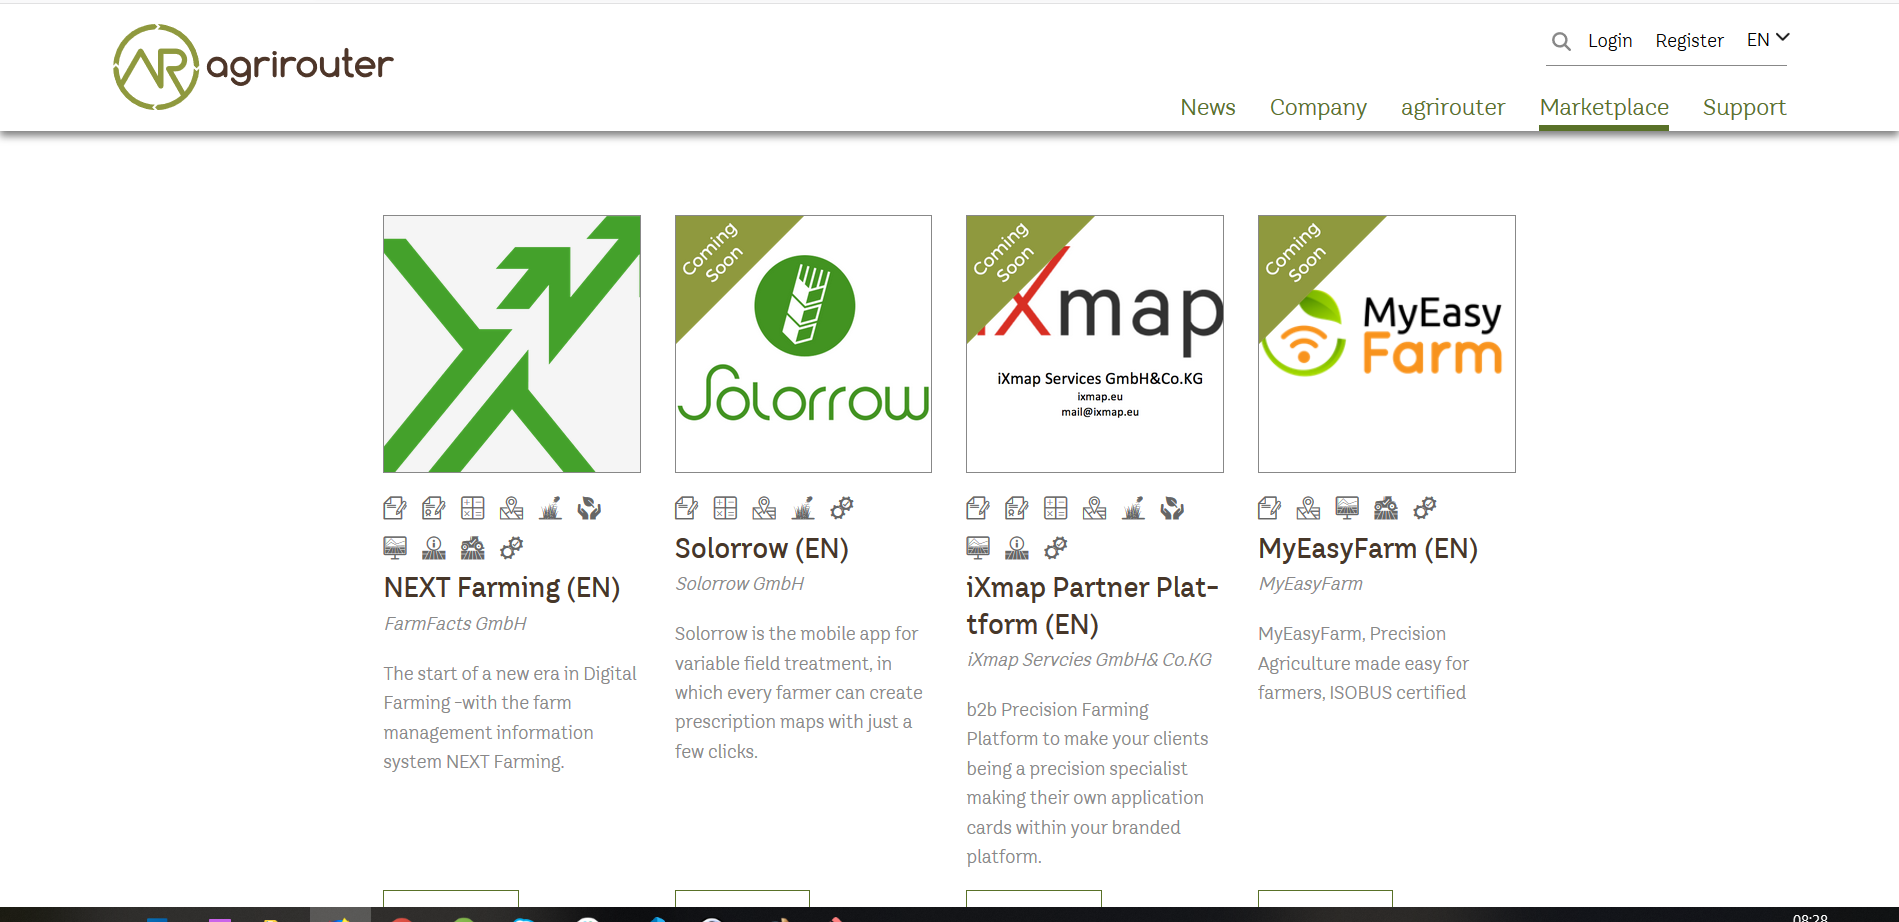 AR agrirouter
Login Register EN
News Company agrirouter Marketplace Support
Coming
Soon
Solorrow
Coming
Soon
iXmap
iXmap Services GmbH&Co.KG
ixmap.eu
mail@ixmap.eu
Coming
Soon
MyEasy
Farm
NEXT Farming (EN)
FarmFacts GmbH
The start of a new era in Digital
Farming -with the farm
management information
system NEXT Farming.
Solorrow (EN)
Solorrow GmbH
Solorrow is the mobile app for
variable field treatment, in
which every farmer can create
prescription maps with just a
few clicks.
iXmap Partner Plat-
tform (EN)
iXmap Servcies GmbH& Co.KG
b2b Precision Farming
Platform to make your clients
being a precision specialist
making their own application
cards within your branded
platform.
MyEasyFarm (EN)
MyEasyFarm
MyEasyFarm, Precision
Agriculture made easy for
farmers, ISOBUS certified
08:28